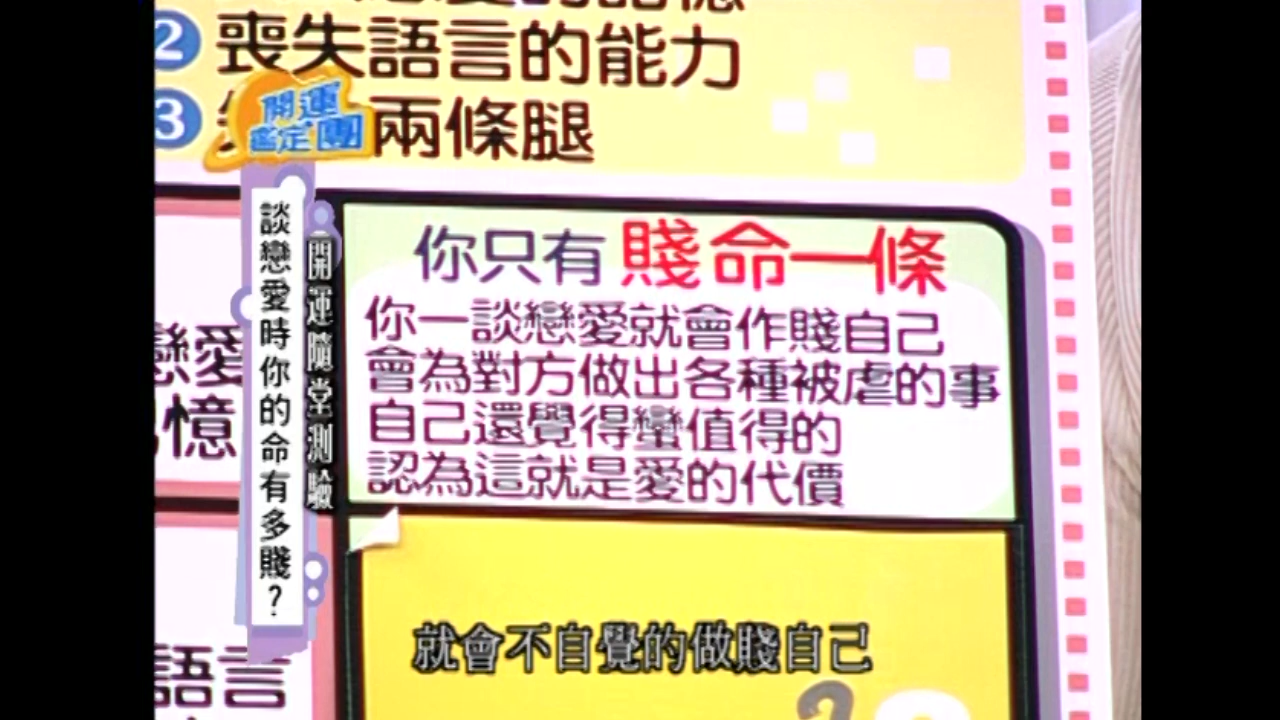 2 喪失語言的能力
3 兩條腿
開運
鑑定團
談戀愛時你的命有多賤？
開運隨堂測驗
你只有賤命一條
你一談戀愛就會作賤自己
會為對方做出各種被虐的事
自己還覺得蠻值得的
認為這就是愛的代價
戀愛
憶
語言
就會不自覺的做賤自己